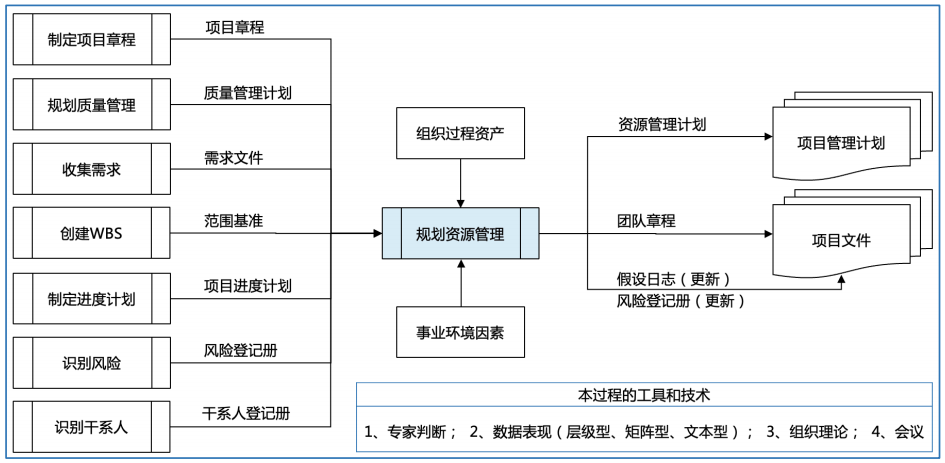 制定项目章程
项目章程
规划质量管理
质量管理计划
收集需求
需求文件
创建WBS
范围基准
制定进度计划
项目进度计划
识别风险
风险登记册
识别干系人
干系人登记册
组织过程资产
规划资源管理
事业环境因素
资源管理计划
项目管理计划
团队章程
项目文件
假设日志（更新）
风险登记册（更新）
本过程的工具和技术
1、专家判断； 2、数据表现（层级型、矩阵型、文本型）； 3、组织理论； 4、会议